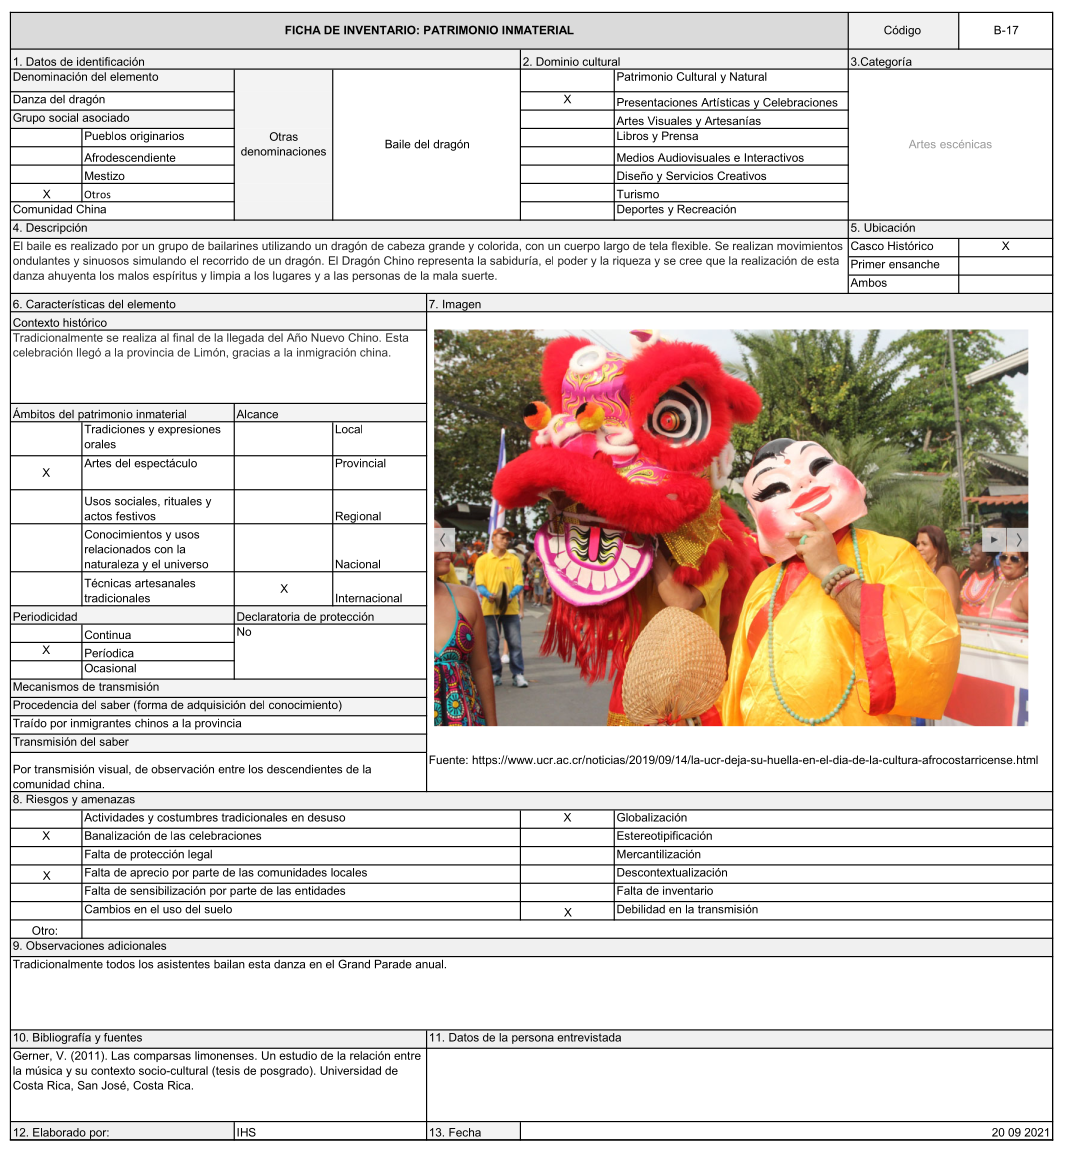 FICHA DE INVENTARIO: PATRIMONIO INMATERIAL
Código
B-17
1. Datos de identificación
2. Dominio cultural
3.Categoría
Denominación del elemento
Danza del dragón
Grupo social asociado
Pueblos originarios
Afrodescendiente
Mestizo
X
Otros
Comunidad China
Otras
denominaciones
Baile del dragón
Patrimonio Cultural y Natural
X
Presentaciones Artísticas y Celebraciones
Artes Visuales y Artesanías
Libros y Prensa
Medios Audiovisuales e Interactivos
Diseño y Servicios Creativos
Turismo
Deportes y Recreación
Artes escénicas
4. Descripción
El baile es realizado por un grupo de bailarines utilizando un dragón de cabeza grande y colorida, con un cuerpo largo de tela flexible. Se realizan movimientos
ondulantes y sinuosos simulando el recorrido de un dragón. El Dragón Chino representa la sabiduría, el poder y la riqueza y se cree que la realización de esta
danza ahuyenta los malos espíritus y limpia a los lugares y a las personas de la mala suerte.
5. Ubicación
Casco Histórico
X
Primer ensanche
Ambos
6. Características del elemento
Contexto histórico
Tradicionalmente se realiza al final de la llegada del Año Nuevo Chino. Esta
celebración llegó a la provincia de Limón, gracias a la inmigración china.
Ámbitos del patrimonio inmaterial
Alcance
Tradiciones y expresiones
orales
Local
X
Artes del espectáculo
Provincial
Usos sociales, rituales y
actos festivos
Regional
Conocimientos y usos
relacionados con la
naturaleza y el universo
Nacional
Técnicas artesanales
tradicionales
X
Internacional
Periodicidad
Declaratoria de protección
Continua
No
X
Períodica
Ocasional
Mecanismos de transmisión
Procedencia del saber (forma de adquisición del conocimiento)
Traído por inmigrantes chinos a la provincia
Transmisión del saber
Por transmisión visual, de observación entre los descendientes de la
comunidad china.
7. Imagen
Fuente: https://www.ucr.ac.cr/noticias/2019/09/14/la-ucr-deja-su-huella-en-el-dia-de-la-cultura-afrocostarricense.html
8. Riesgos y amenazas
Actividades y costumbres tradicionales en desuso
X
Globalización
X
Banalización de las celebraciones
Estereotipificación
Falta de protección legal
Mercantilización
X
Falta de aprecio por parte de las comunidades locales
Descontextualización
Falta de sensibilización por parte de las entidades
Falta de inventario
Cambios en el uso del suelo
X
Debilidad en la transmisión
Otro:
9. Observaciones adicionales
Tradicionalmente todos los asistentes bailan esta danza en el Grand Parade anual.
10. Bibliografía y fuentes
11. Datos de la persona entrevistada
Gerner, V. (2011). Las comparsas limonenses. Un estudio de la relación entre
la música y su contexto socio-cultural (tesis de posgrado). Universidad de
Costa Rica, San José, Costa Rica.
12. Elaborado por:
IHS
13. Fecha
20 09 2021